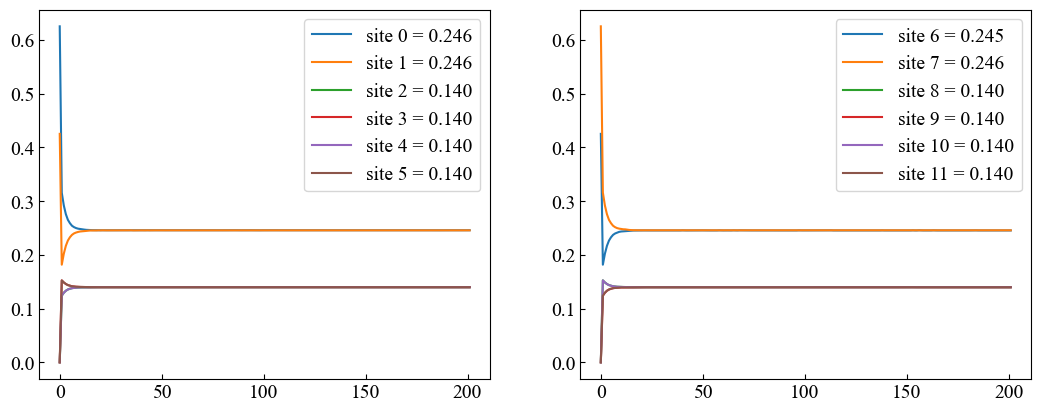 0.6
0.5
0.4
0.3
0.2
0.1
0.0
0 50 100 150 200
site 0 = 0.246
site 1 = 0.246
site 2 = 0.140
site 3 = 0.140
site 4 = 0.140
site 5 = 0.140
0.6
0.5
0.4
0.3
0.2
0.1
0.0
0 50 100 150 200
site 6 = 0.245
site 7 = 0.246
site 8 = 0.140
site 9 = 0.140
site 10 = 0.140
site 11 = 0.140